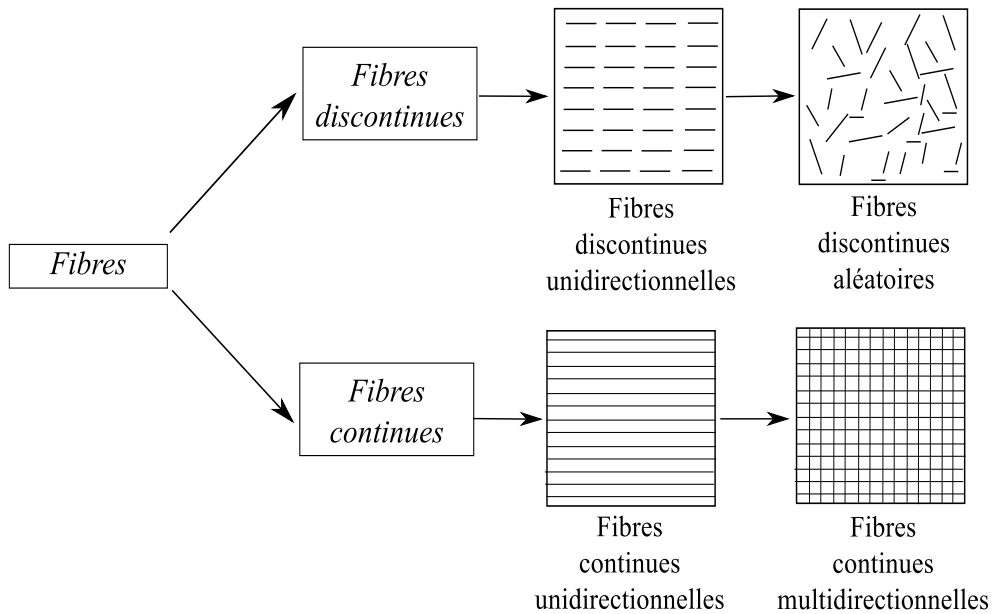 Fibres
Fibres
discontinues
Fibres
discontinues
unidirectionnelles
Fibres
discontinues
aléatoires
Fibres
continues
Fibres
continues
unidirectionnelles
Fibres
continues
multidirectionnelles